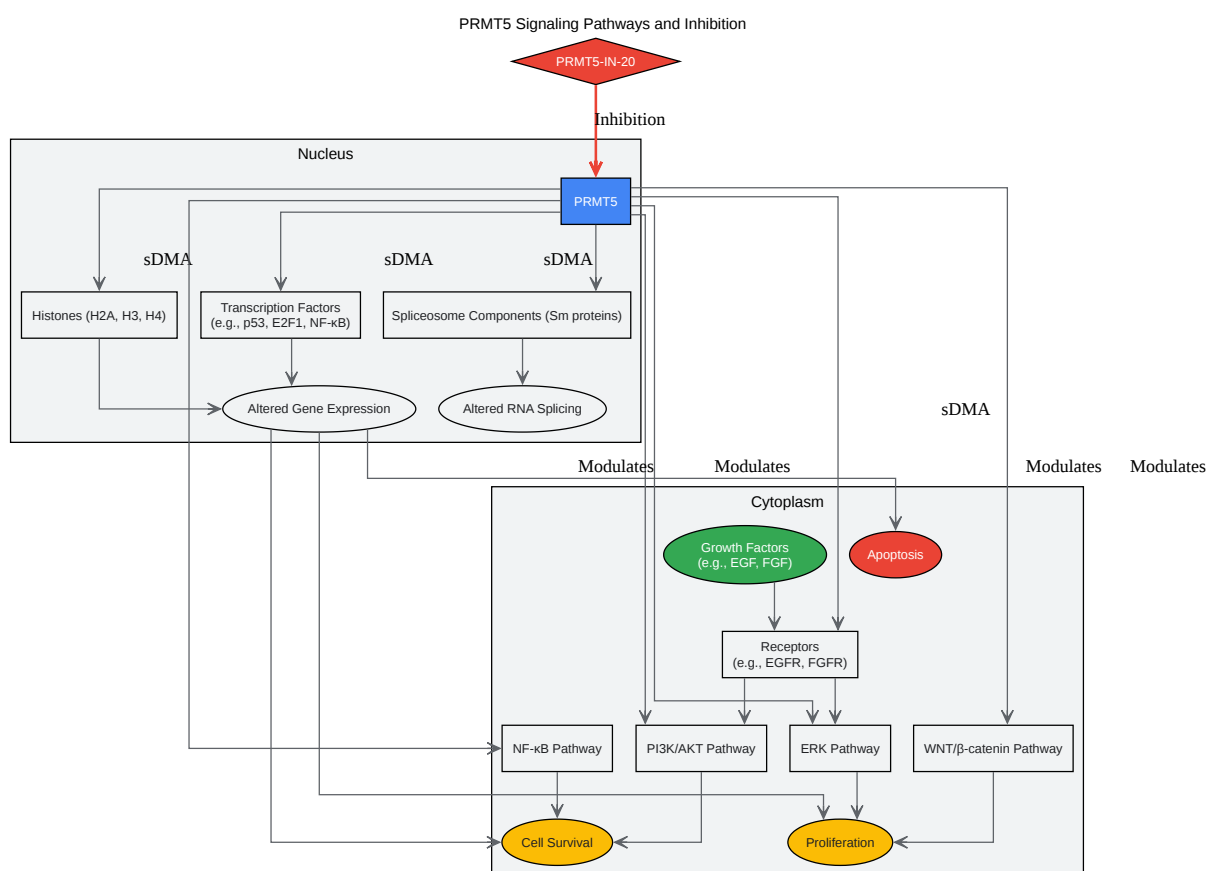 PRMT5 Signaling Pathways and Inhibition
PRMT5-IN-20
Inhibition
Nucleus
PRMT5
sDMA
sDMA
sDMA
Histones (H2A, H3, H4)
Transcription Factors
(e.g., p53, E2F1, NF-κB)
Spliceosome Components (Sm proteins)
Altered Gene Expression
Altered RNA Splicing
sDMA
Modulates
Modulates
Modulates
Modulates
Cytoplasm
Growth Factors
(e.g., EGF, FGF)
Apoptosis
Receptors
(e.g., EGFR, FGFR)
NF-κB Pathway
PI3K/AKT Pathway
ERK Pathway
WNT/β-catenin Pathway
Cell Survival
Proliferation